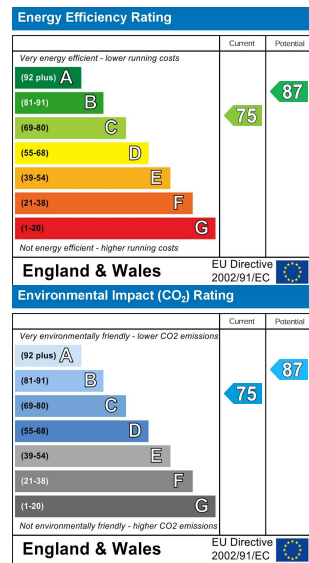 Energy Efficiency Rating
Current Potential
Very energy efficient - lower running costs
(92 plus) A
87
(81-91) B
75
(69-80) C
(55-68) D
(39-54) E
(21-38) F
(1-20) G
Not energy efficient - higher running costs
England & Wales
EU Directive
2002/91/EC
Environmental Impact (CO₂) Rating
Current Potential
Very environmentally friendly - lower CO2 emissions
(92 plus) A
87
(81-91) B
75
(69-80) C
(55-68) D
(39-54) E
(21-38) F
(1-20) G
Not environmentally friendly - higher CO2 emissions
England & Wales
EU Directive
2002/91/EC